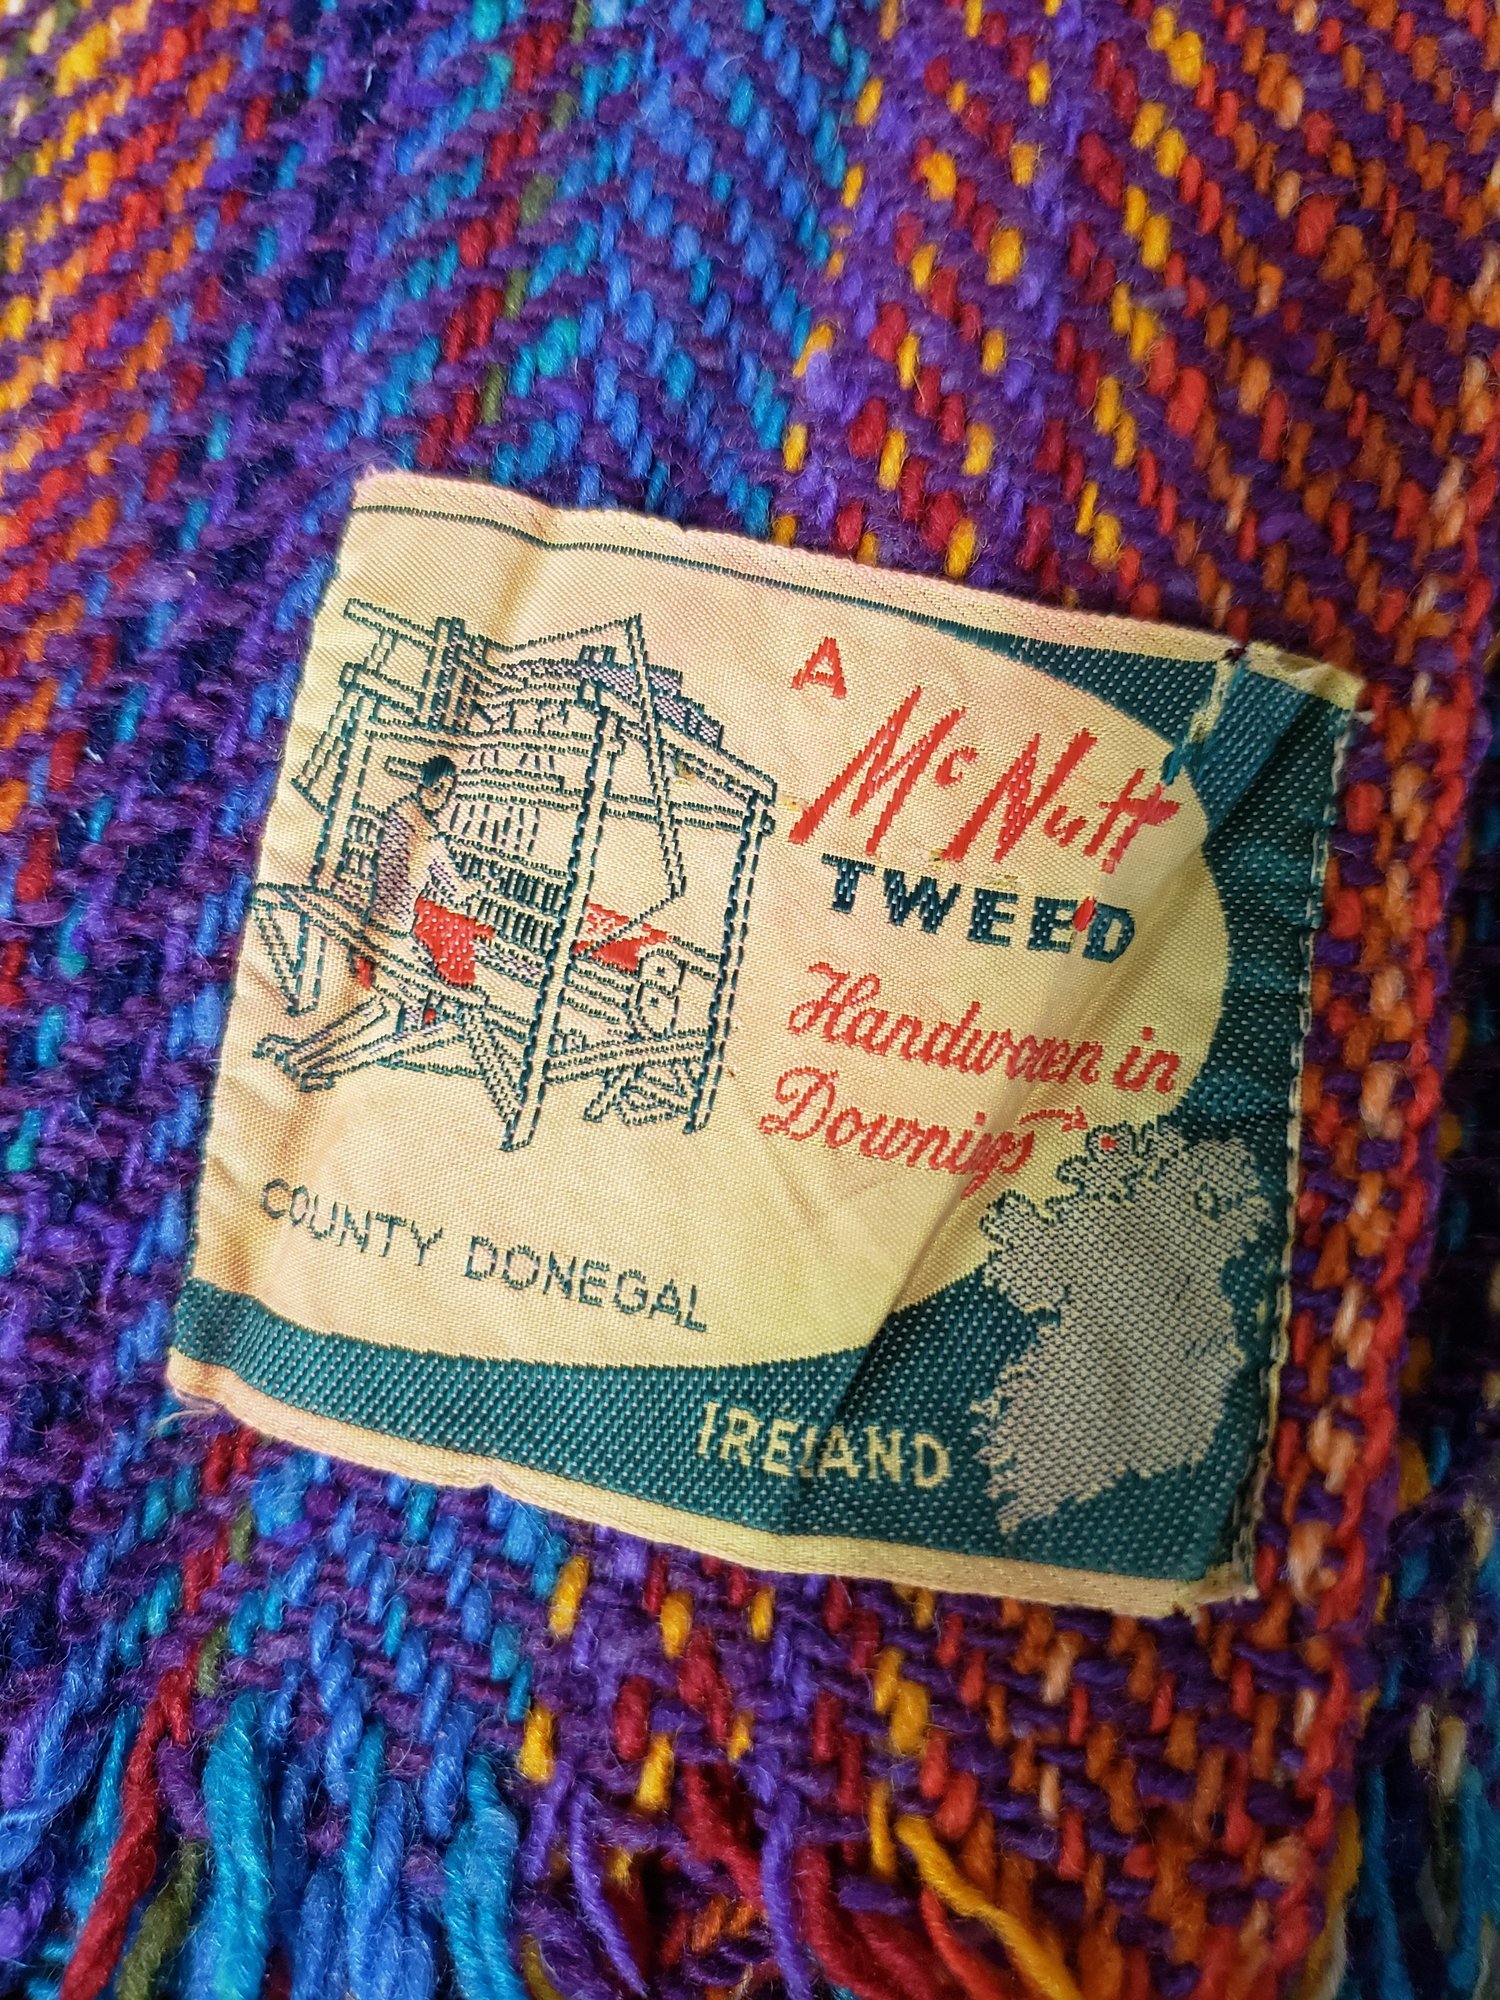 A
McNutt
TWEED
Handwoven in
Downings
COUNTY DONEGAL
IRELAND